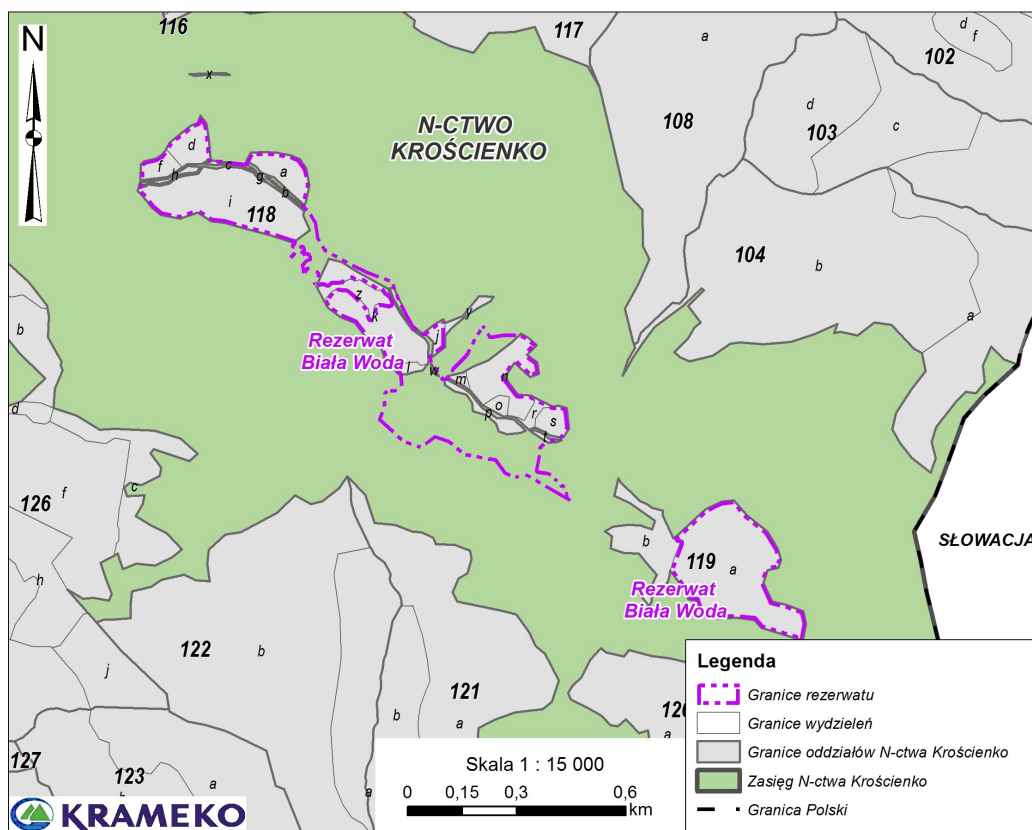 116
117
a
d
f
102
x
N
N-CTWO
KROŚCIENKO
108
d
103
c
d
f
h
c
a
g
b
i
118
104
b
a
z
k
j
y
Rezerwat
Biała Woda
l
w
m
n
o
p
r
s
t
b
d
126
f
c
h
SŁOWACJA
b
119
a
Rezerwat
Biała Woda
122
b
j
121
b
a
a
127
123
a
a
Legenda
Granice rezerwatu
Granice wydzieleń
Granice oddziałów N-ctwa Krościenko
Zasięg N-ctwa Krościenko
Granica Polski
Skala 1 : 15 000
0 0,15 0,3 0,6
km
KRAMEKO